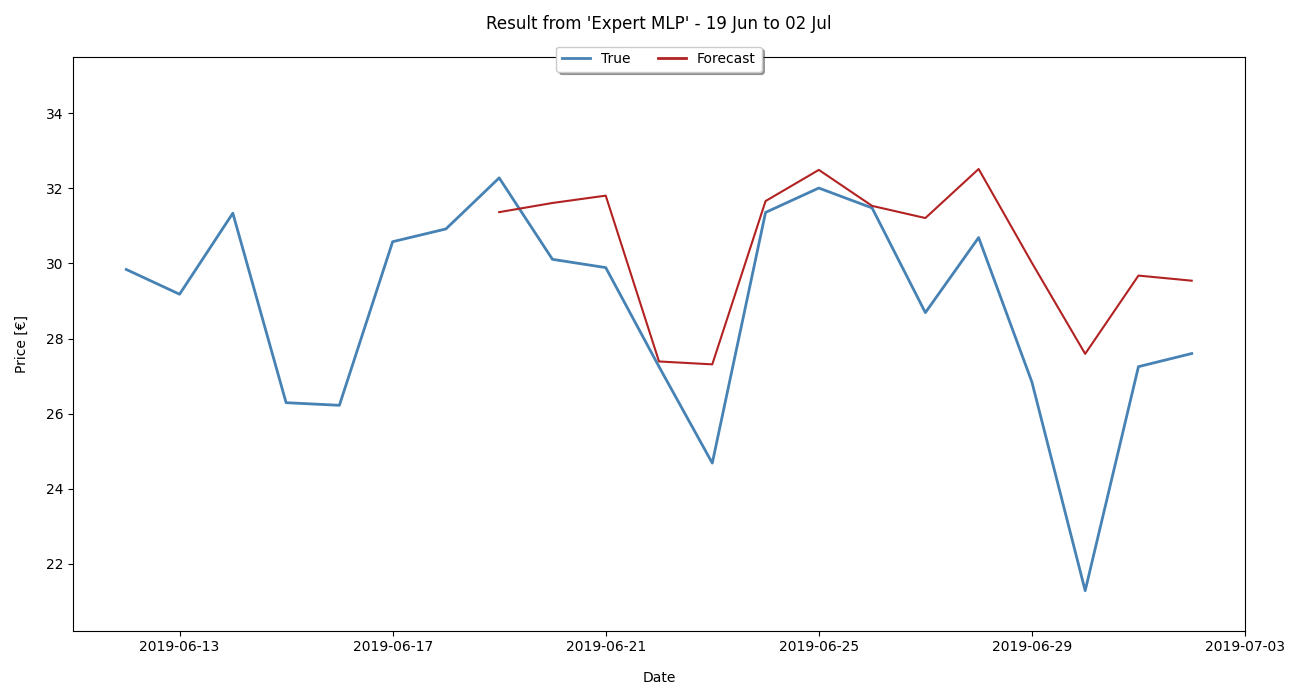 Result from 'Expert MLP' - 19 Jun to 02 Jul
True Forecast
34
32
30
28
26
24
22
Price [€]
2019-06-13 2019-06-17 2019-06-21 2019-06-25 2019-06-29 2019-07-03
Date